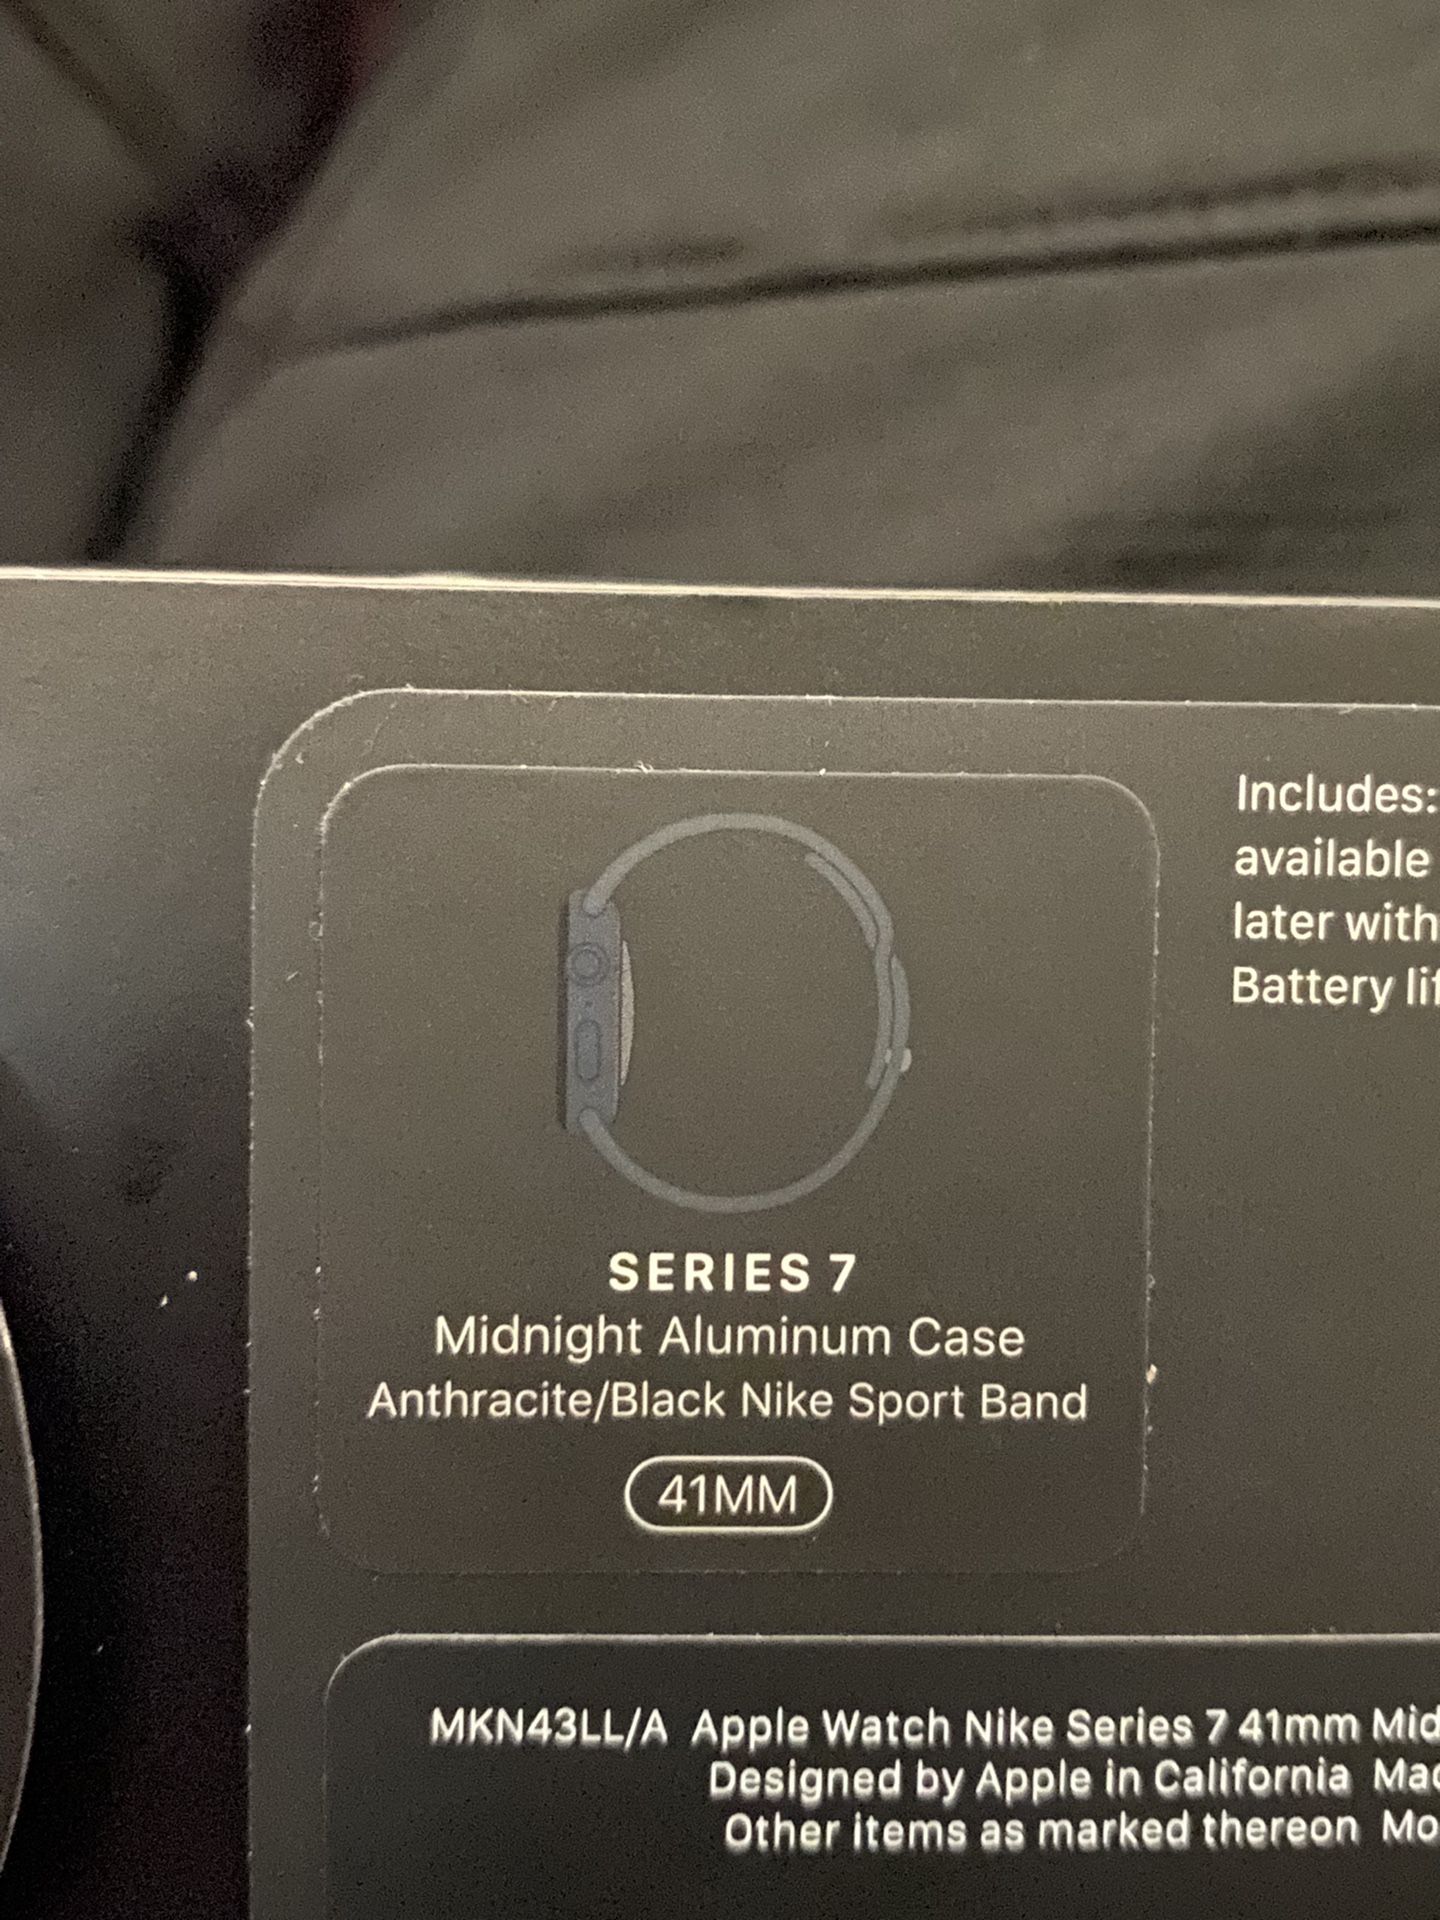 SERIES 7
Midnight Aluminum Case
Anthracite/Black Nike Sport Band
41MM
Includes:
available
later with
Battery
MKN43LL/A Apple Watch Nike Series 7 41mm
Designed by Apple in California
Other items as marked thereon